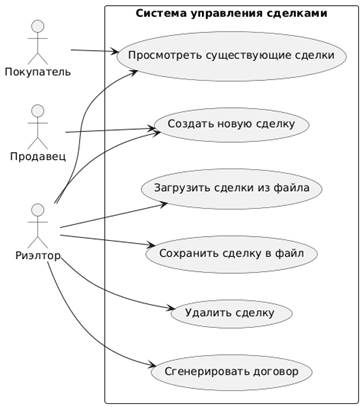 Система управления сделками
Покупатель
Просмотреть существующие сделки
Продавец
Создать новую сделку
Загрузить сделки из файла
Риэлтор
Сохранить сделку в файл
Удалить сделку
Сгенерировать договор